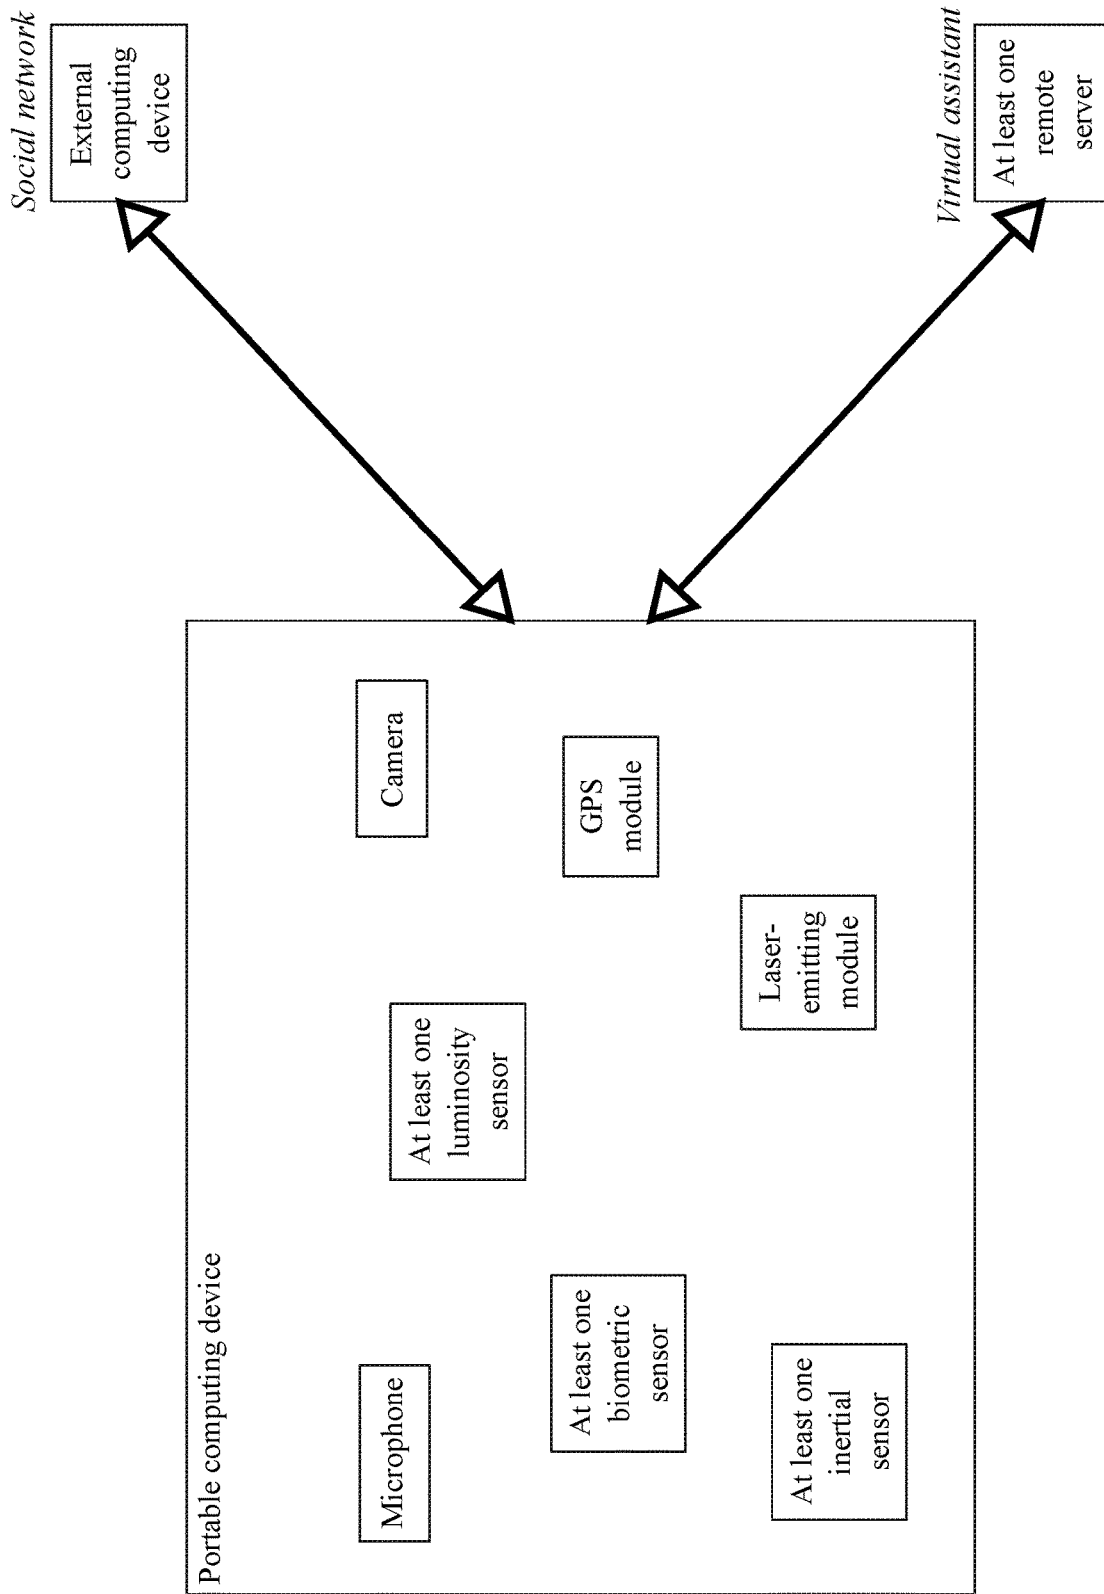 Portable computing device
Microphone
At least one
luminosity
sensor
Camera
At least one
biometric
sensor
GPS
module
At least one
inertial
sensor
Laser-
emitting
module
Social network
External
computing
device
Virtual assistant
At least one
remote
server